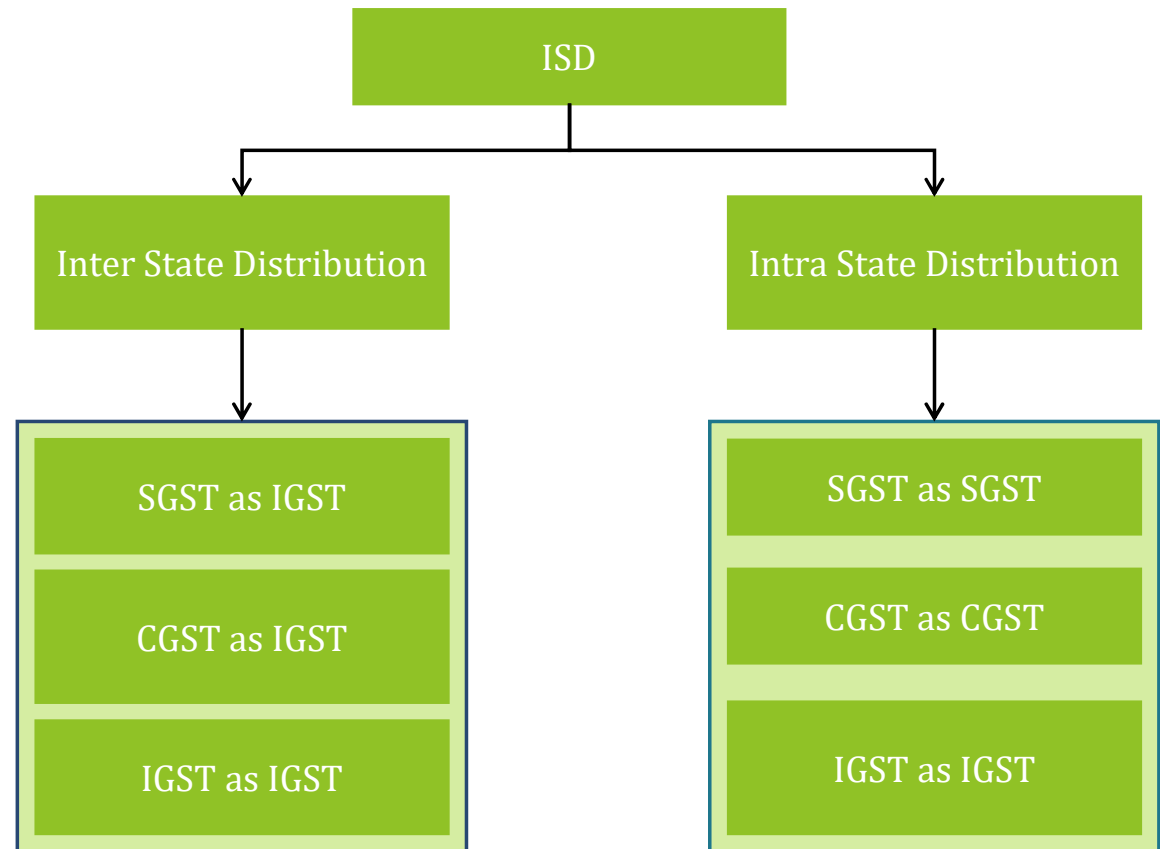 ISD
Inter State Distribution
Intra State Distribution
SGST as IGST
CGST as IGST
IGST as IGST
SGST as SGST
CGST as CGST
IGST as IGST